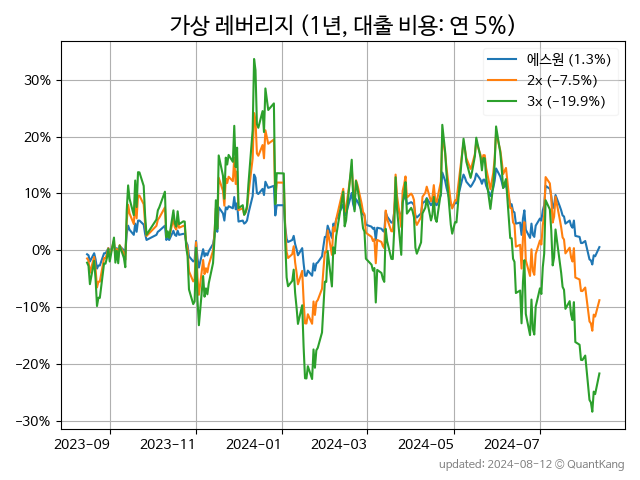 가상 레버리지 (1년, 대출 비용: 연 5%)
에스원 (1.3%)
2x (−7.5%)
3x (−19.9%)
30%
20%
10%
0%
−10%
−20%
−30%
2023-09 2023-11 2024-01 2024-03 2024-05 2024-07
updated: 2024-08-12 © QuantKang